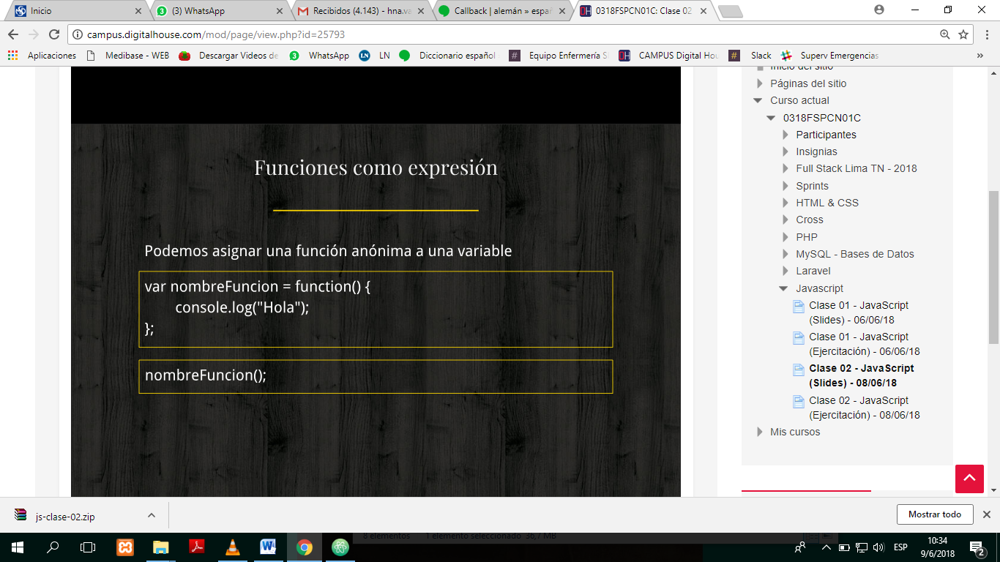 Inicio
(3) WhatsApp
Recibidos (4.143) - hna.va
Callback | alemán » españ
0318FSPCN01C: Clase 02
campus.digitalhouse.com/mod/page/view.php?id=25793
Aplicaciones
Medibase - WEB
Descargar Videos de
3
WhatsApp
LN
LN
Diccionario español
#
Equipo Enfermería S
DH
CAMPUS Digital Hou
#
Slack
Superv Emergencias
»
Funciones como expresión
Podemos asignar una función anónima a una variable
var nombreFuncion = function() {
console.log("Hola");
};
nombreFuncion();
Inicio del sitio
Páginas del sitio
Curso actual
0318FSPCN01C
Participantes
Insignias
Full Stack Lima TN - 2018
Sprints
HTML & CSS
Cross
PHP
MySQL - Bases de Datos
Laravel
Javascript
Clase 01 - JavaScript
(Slides) - 06/06/18
Clase 01 - JavaScript
(Ejercitación) - 06/06/18
Clase 02 - JavaScript
(Slides) - 08/06/18
Clase 02 - JavaScript
(Ejercitación) - 08/06/18
Mis cursos
js-clase-02.zip
Mostrar todo
8 elementos 1 elemento seleccionado 36,7 MB
ESP
10:34
9/6/2018
2